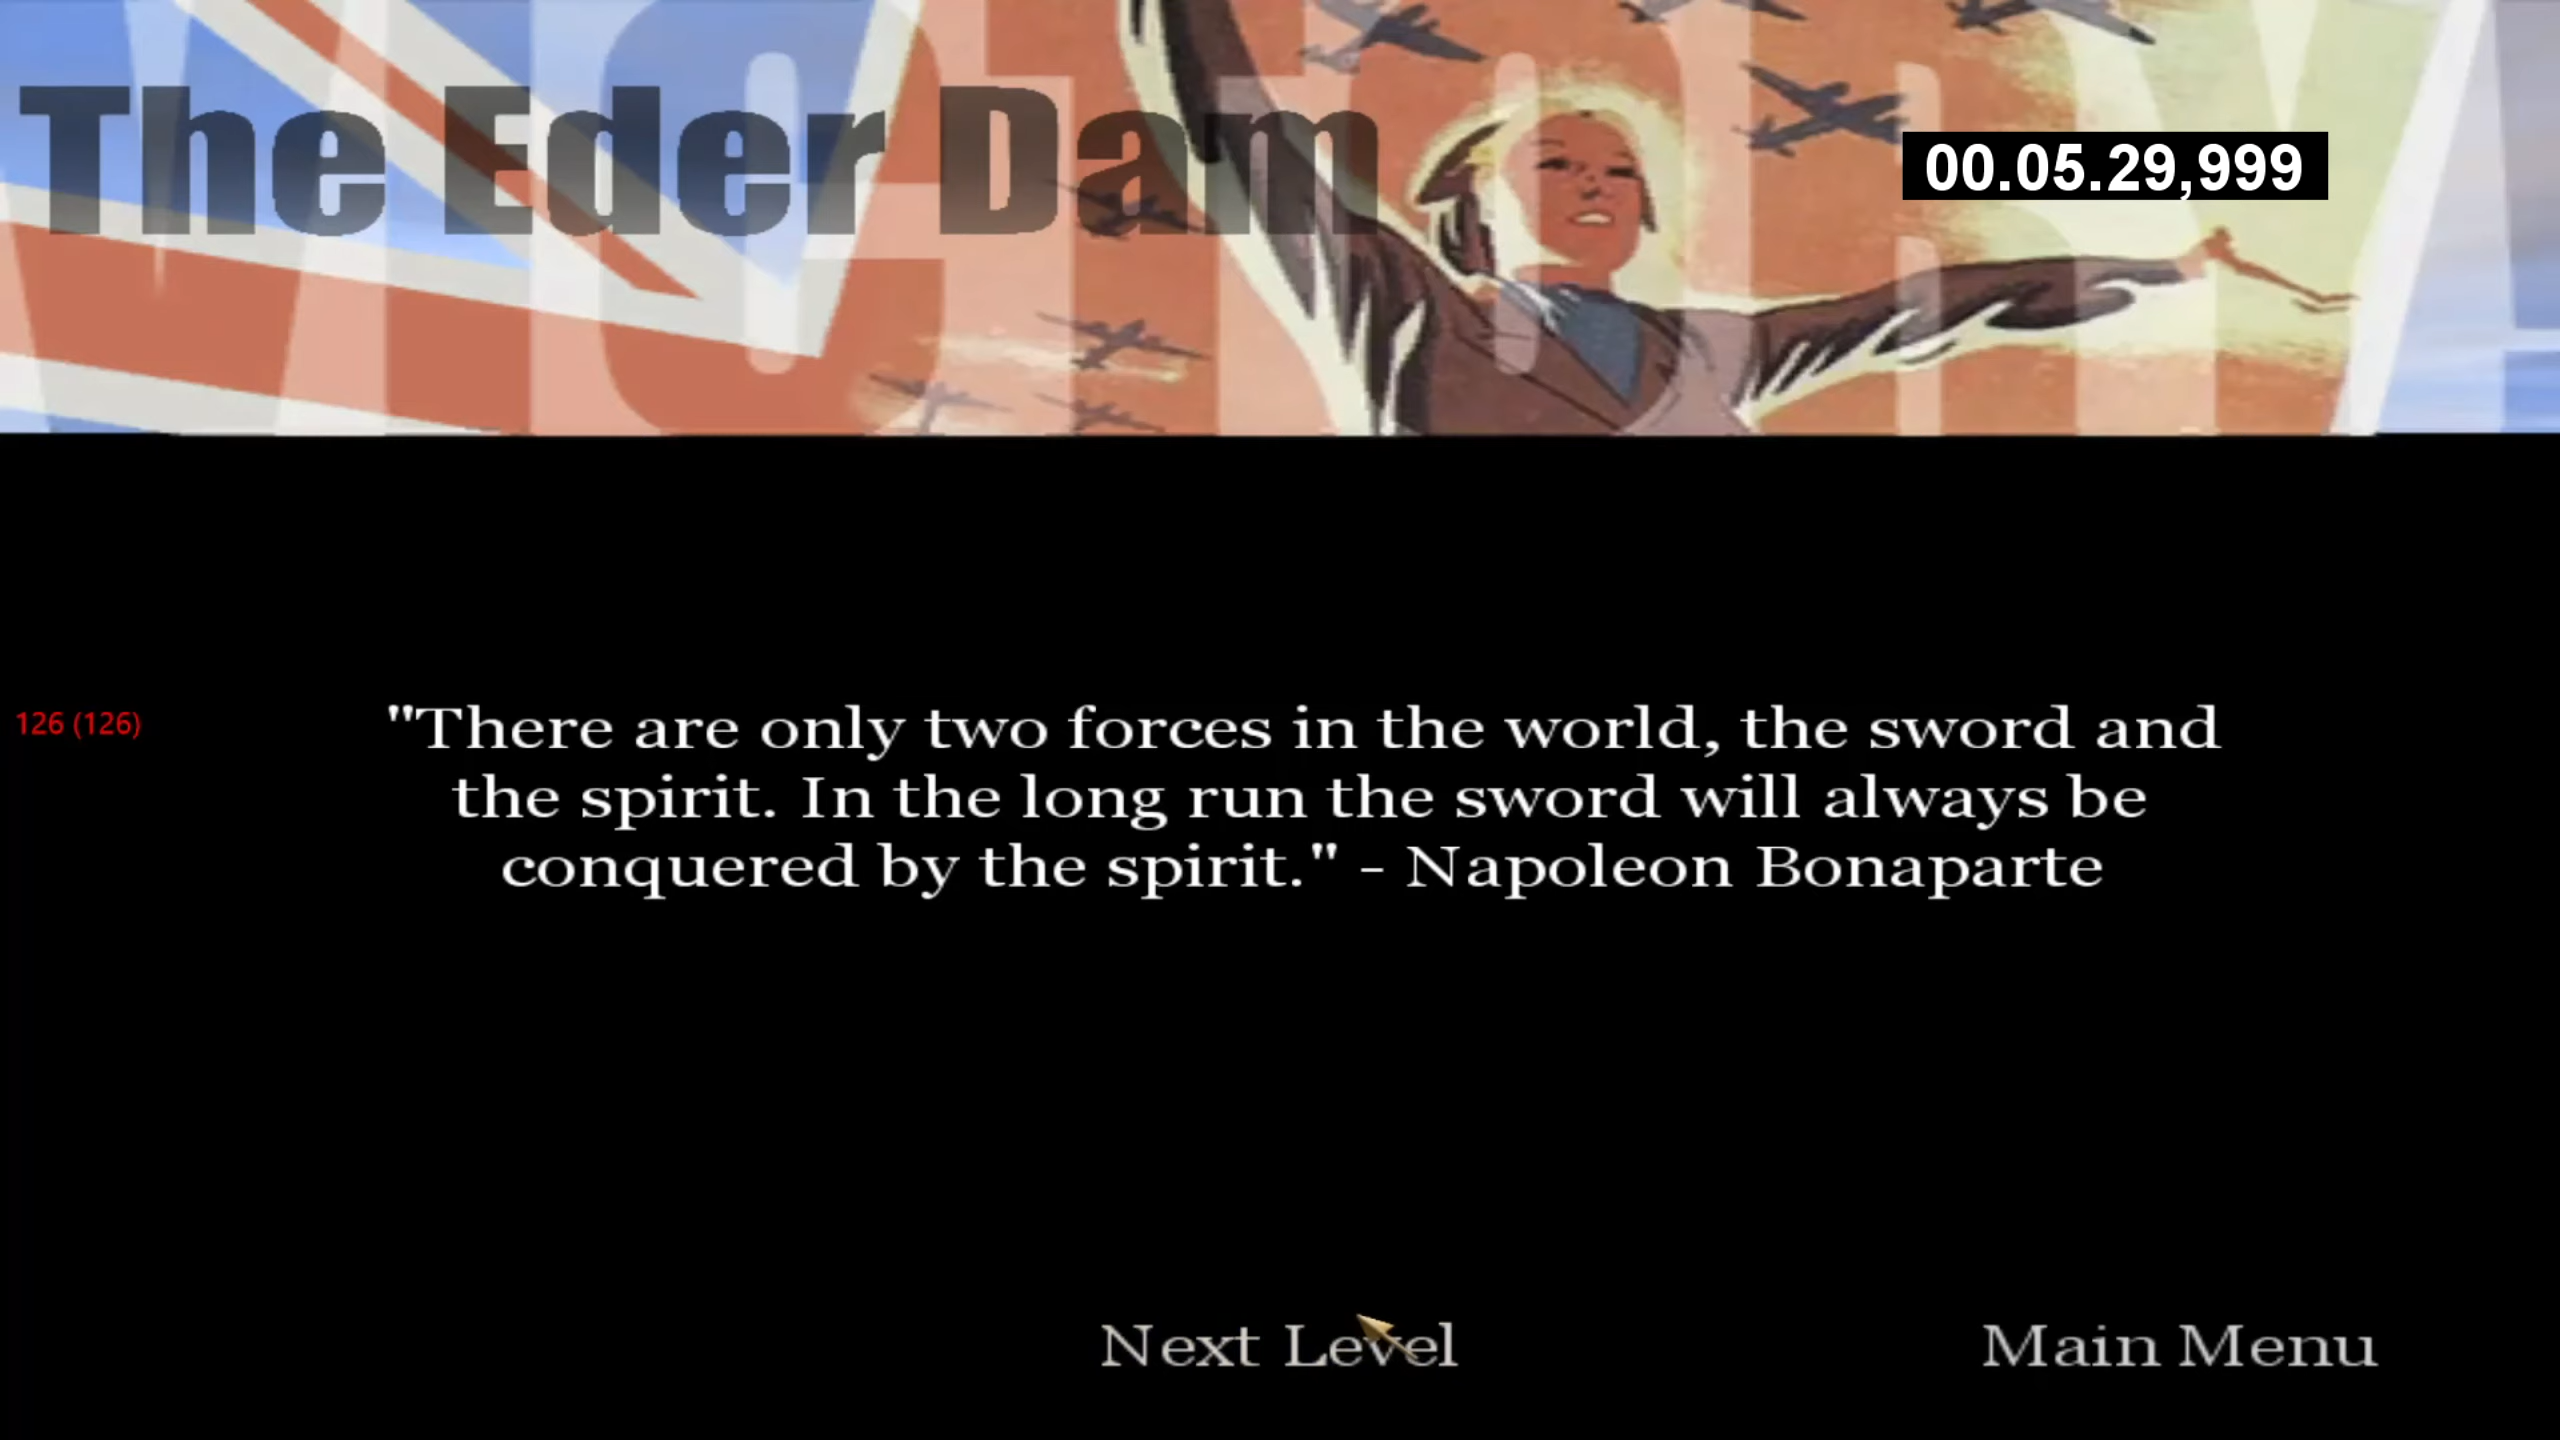 VICTORY
The Eder Dam
00.05.29,999
126 (126)
"There are only two forces in the world, the sword and
the spirit. In the long run the sword will always be
conquered by the spirit." - Napoleon Bonaparte
Next Level
Main Menu